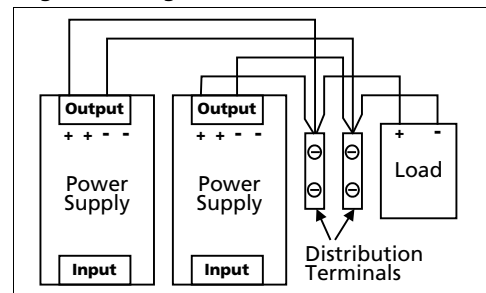 Output
+ + - -
Power
Supply
Input
Output
+ + - -
Power
Supply
Input
+ -
Load
Distribution
Terminals